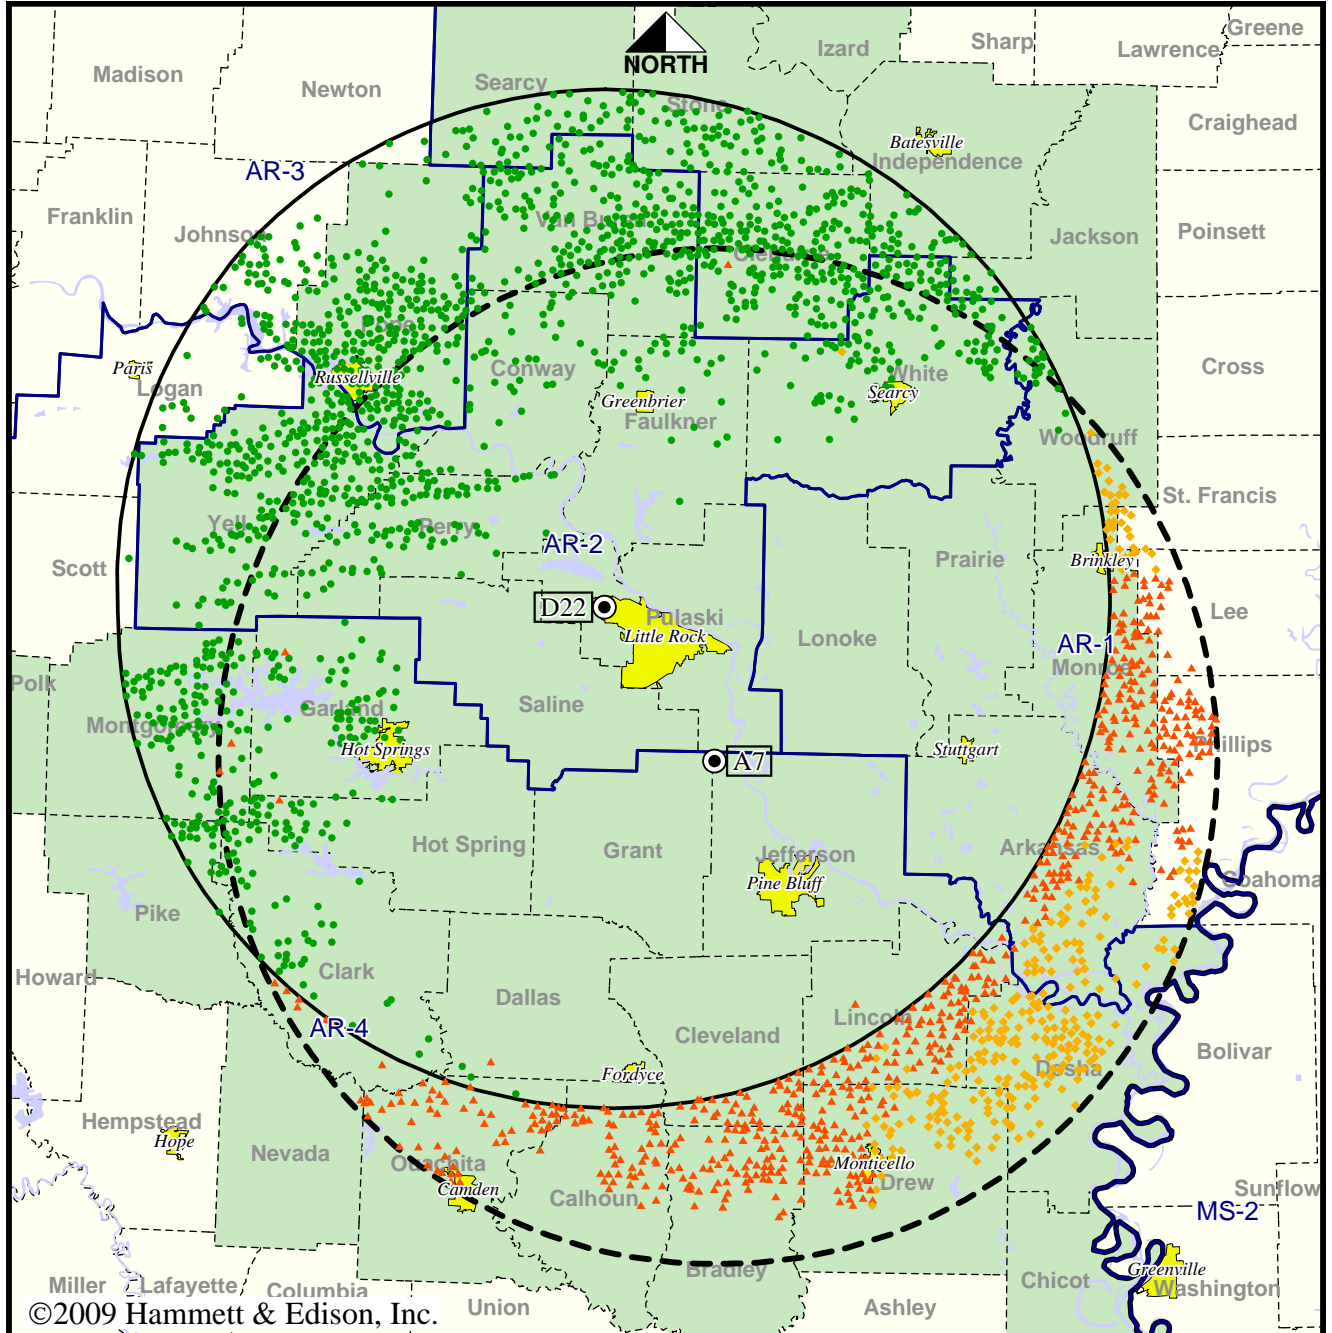 Greene
Izard
Sharp
Lawrence
NORTH
Madison
Newton
Searcy
Stone
Craighead
Batesville
Independence
AR-3
Franklin
Johnson
Van Buren
Cleburne
Jackson
Poinsett
Pope
Paris
Logan
Russellville
Conway
White
Searcy
Cross
Greenbrier
Faulkner
Woodruff
St. Francis
Yell
Perry
AR-2
Scott
Prairie
Brinkley
D22
Pulaski
Little Rock
Lonoke
Lee
AR-1
Monroe
Polk
Montgomery
Garland
Saline
Hot Springs
Stuttgart
Phillips
A7
Hot Spring
Grant
Jefferson
Arkansas
Pine Bluff
Coahoma
Pike
Howard
Clark
Dallas
AR-4
Cleveland
Lincoln
Bolivar
Fordyce
Desha
Hempstead
Hope
Nevada
Ouachita
Monticello
Camden
Calhoun
Drew
Sunflow
MS-2
Bradley
Chicot
Greenville
Washington
Miller
Lafayette
Columbia
Union
Ashley
©2009 Hammett & Edison, Inc.